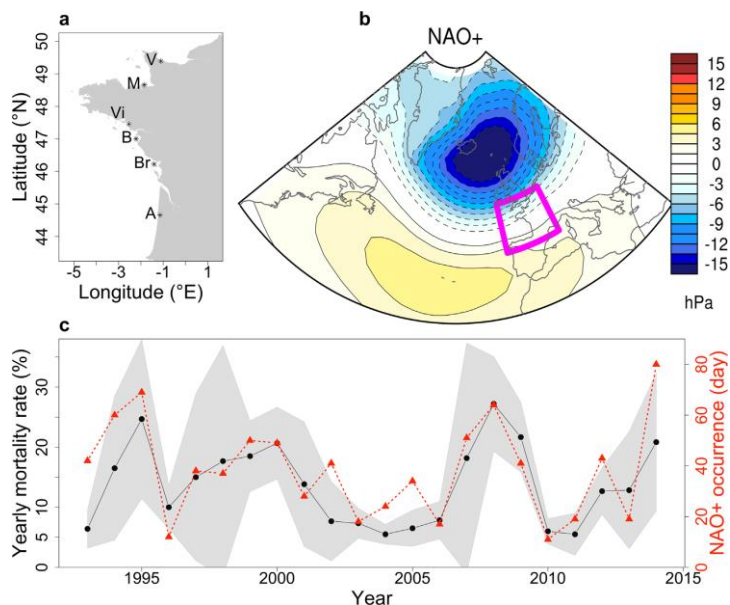 a
50
49
48
47
46
45
44
Latitude (°N)
V
M
Vi
B
Br
A
-5 -3 -1 1
Longitude (°E)
b
NAO+
15
12
9
6
3
0
-3
-6
-9
-12
-15
hPa
c
Yearly mortality rate (%)
30
20
10
5
0
1995 2000 2005 2010 2015
Year
80
60
40
20
0
NAO+ occurrence (day)